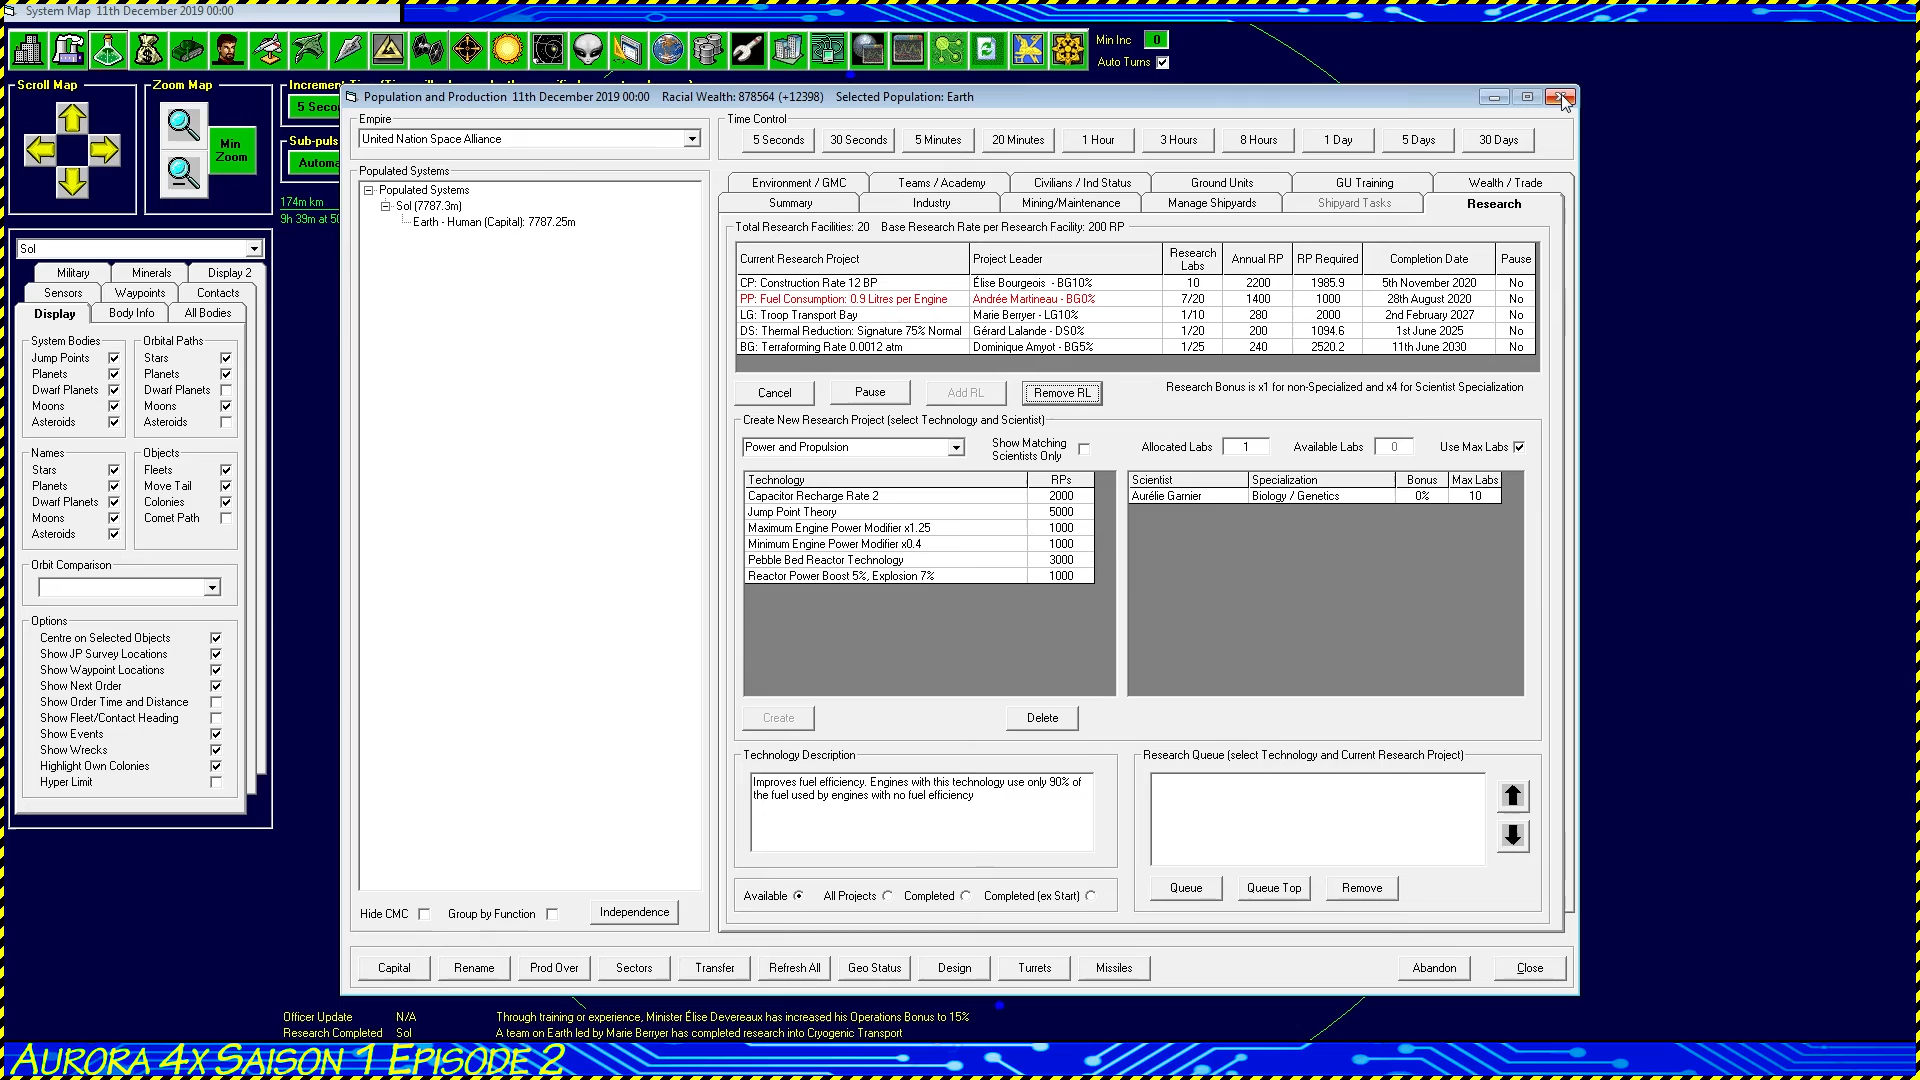 System Map 11th December 2019 00:00
Min Inc 0
Auto Turns
Scroll Map
Zoom Map
Min Zoom
5 Seco
Sub-puls
Automa
174m km
9h 39m at 50
Sol
Military Minerals Display 2
Sensors Waypoints Contacts
Display Body Info All Bodies
System Bodies
Jump Points
Planets
Dwarf Planets
Moons
Asteroids
Orbital Paths
Stars
Planets
Dwarf Planets
Moons
Asteroids
Names
Stars
Planets
Dwarf Planets
Moons
Asteroids
Objects
Fleets
Move Tail
Colonies
Comet Path
Orbit Comparison
Options
Centre on Selected Objects
Show JP Survey Locations
Show Waypoint Locations
Show Next Order
Show Order Time and Distance
Show Fleet/Contact Heading
Show Events
Show Wrecks
Highlight Own Colonies
Hyper Limit
Population and Production 11th December 2019 00:00 Racial Wealth: 878564 (+12398) Selected Population: Earth
Empire
United Nation Space Alliance
Time Control
5 Seconds 30 Seconds 5 Minutes 20 Minutes 1 Hour 3 Hours 8 Hours 1 Day 5 Days 30 Days
Populated Systems
Populated Systems
Sol (7787.3m)
Earth - Human (Capital): 7787.25m
Environment / GMC Teams / Academy Civilians / Ind Status Ground Units GU Training Wealth / Trade
Summary Industry Mining/Maintenance Manage Shipyards Shipyard Tasks Research
Total Research Facilities: 20 Base Research Rate per Research Facility: 200 RP
Current Research Project Project Leader Research Labs Annual RP RP Required Completion Date Pause
CP: Construction Rate 12 BP Élise Bourgeois - BG10% 10 2200 1985.9 5th November 2020 No
PP: Fuel Consumption: 0.9 Litres per Engine Andrée Martineau - BG0% 7/20 1400 1000 28th August 2020 No
LG: Troop Transport Bay Marie Berryer - LG10% 1/10 280 2000 2nd February 2027 No
DS: Thermal Reduction: Signature 75% Normal Gérard Lalande - DS0% 1/20 200 1094.6 1st June 2025 No
BG: Terraforming Rate 0.0012 atm Dominique Amyot - BG5% 1/25 240 2520.2 11th June 2030 No
Cancel Pause Add RL Remove RL Research Bonus is x1 for non-Specialized and x4 for Scientist Specialization
Create New Research Project (select Technology and Scientist)
Power and Propulsion Show Matching Scientists Only Allocated Labs 1 Available Labs 0 Use Max Labs
Technology RPs
Capacitor Recharge Rate 2 2000
Jump Point Theory 5000
Maximum Engine Power Modifier x1.25 1000
Minimum Engine Power Modifier x0.4 1000
Pebble Bed Reactor Technology 3000
Reactor Power Boost 5%, Explosion 7% 1000
Scientist Specialization Bonus Max Labs
Aurélie Garnier Biology / Genetics 0% 10
Create Delete
Technology Description
Improves fuel efficiency. Engines with this technology use only 90% of
the fuel used by engines with no fuel efficiency
Research Queue (select Technology and Current Research Project)
Queue Queue Top Remove
Available All Projects Completed Completed (ex Start)
Hide CMC Group by Function Independence
Capital Rename Prod Over Sectors Transfer Refresh All Geo Status Design Turrets Missiles Abandon Close
Officer Update N/A Through training or experience, Minister Élise Devereaux has increased his Operations Bonus to 15%
Research Completed Sol A team on Earth led by Marie Berryer has completed research into Cryogenic Transport
Aurora 4x Saison 1 Episode 2